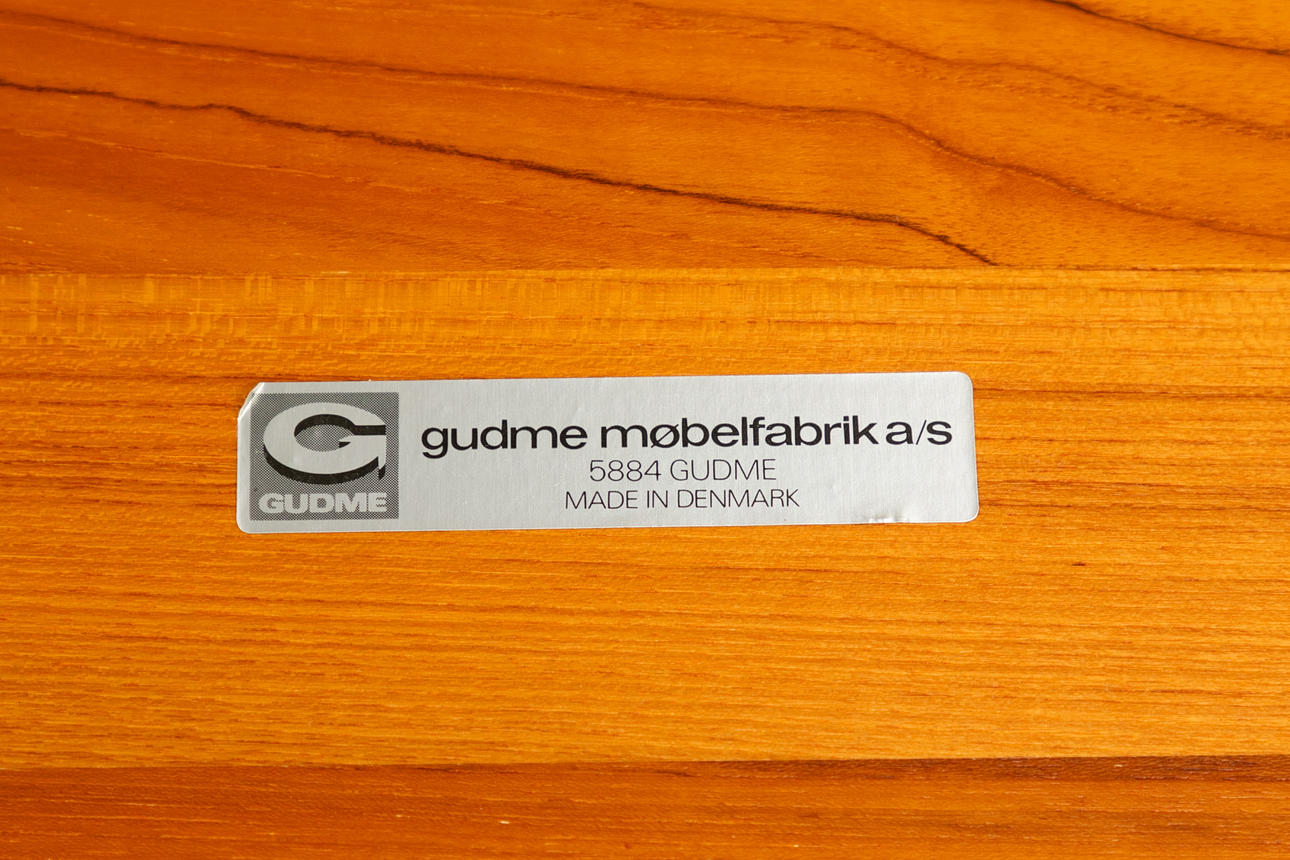 G
GUDME
gudme møbelfabrik a/s
5884 GUDME
MADE IN DENMARK